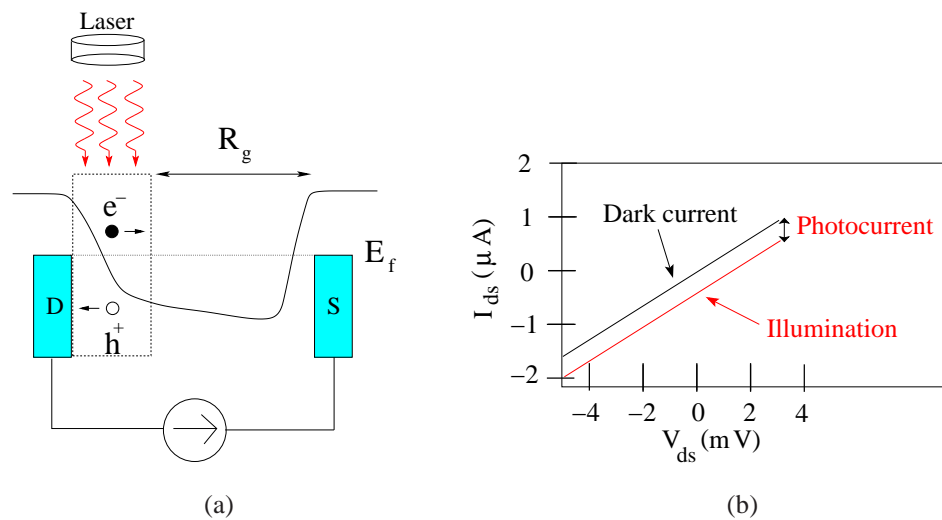 Laser
R_g
e⁻
E_f
D
S
h⁺
(a)
2
1
0
−1
−2
I_ds (μ A)
Dark current
Photocurrent
Illumination
−4 −2 0 2 4
V_ds (m V)
(b)